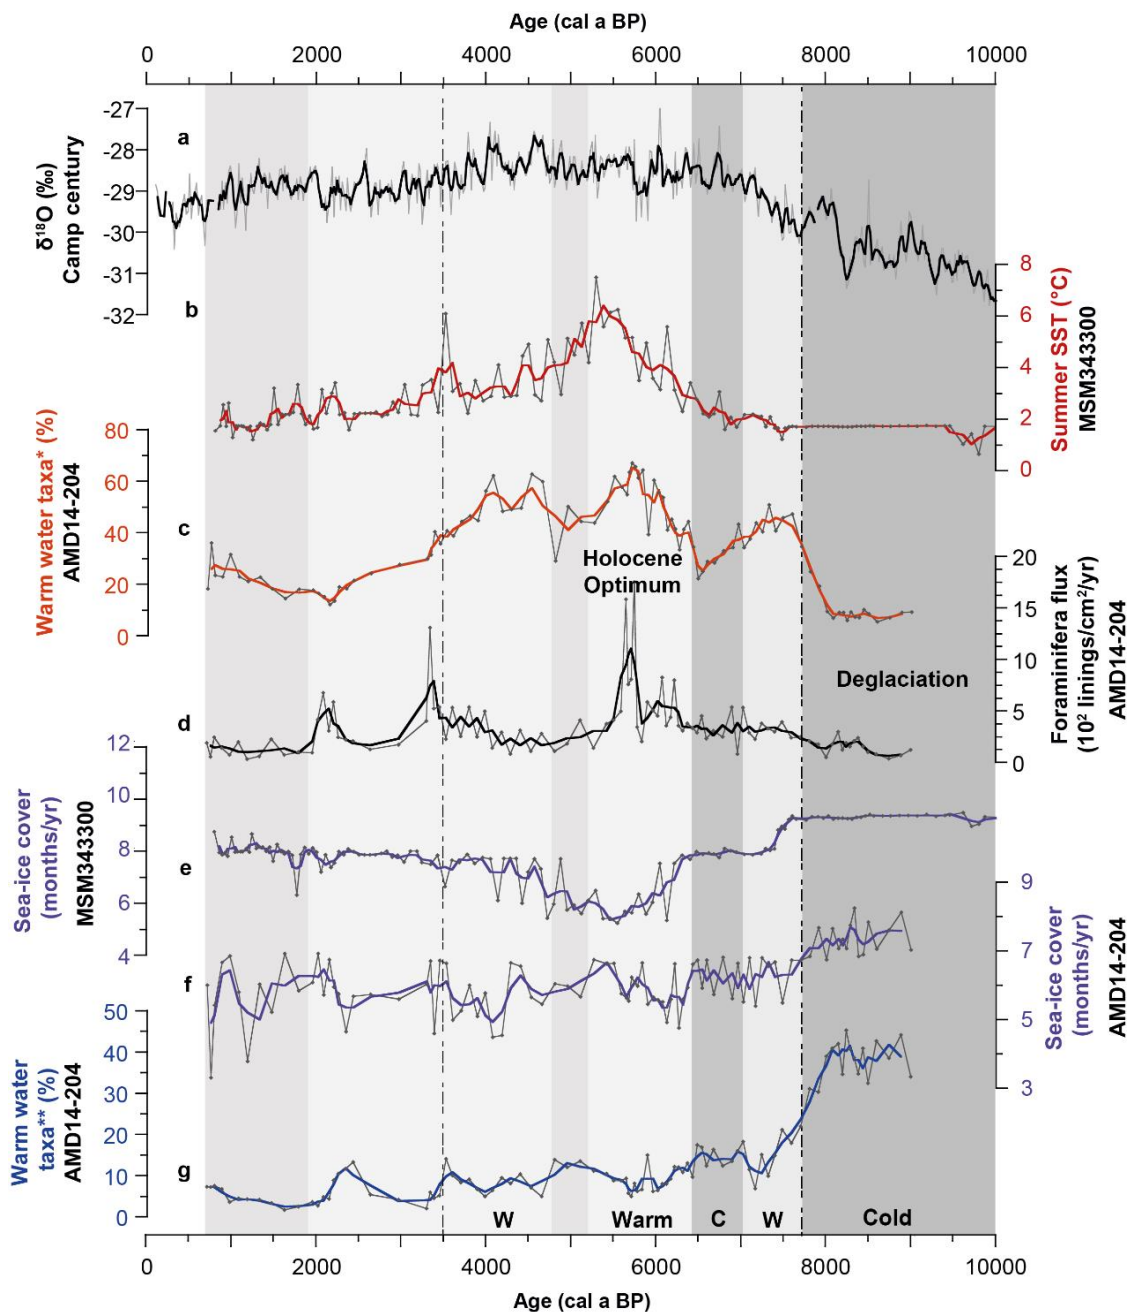 Age (cal a BP)
0 2000 4000 6000 8000 10000
-27
-28
-29
-30
-31
-32
δ¹⁸O (‰)
Camp century
a
8
6
4
2
0
Summer SST (°C)
MSM343300
b
80
60
40
20
0
Warm water taxa* (%)
AMD14-204
c
Holocene
Optimum
20
15
10
5
0
Foraminifera flux
(10² linings/cm²/yr)
AMD14-204
Deglaciation
d
12
10
8
6
4
Sea-ice cover
(months/yr)
MSM343300
e
9
7
5
3
Sea-ice cover
(months/yr)
AMD14-204
f
50
40
30
20
10
0
Warm water
taxa** (%)
AMD14-204
g
W Warm C W Cold
0 2000 4000 6000 8000 10000
Age (cal a BP)